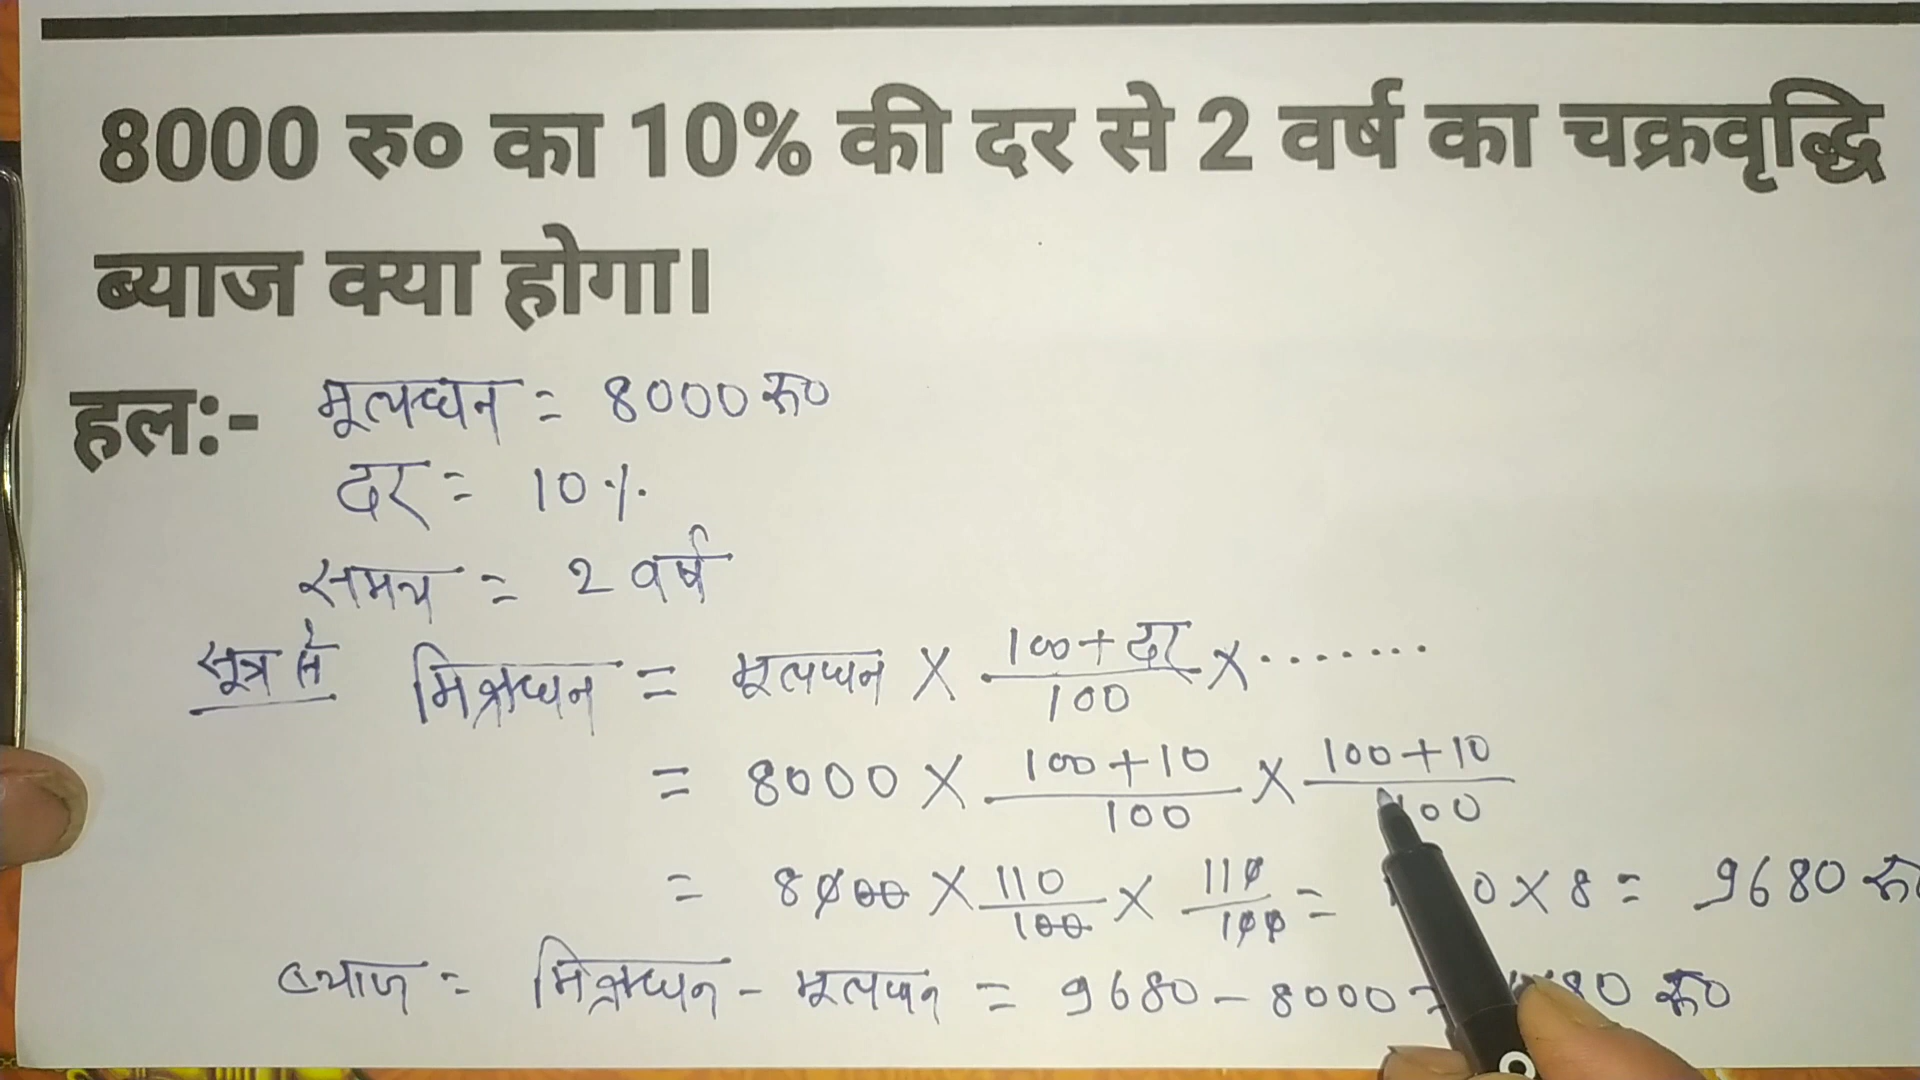 8000 रु० का 10% की दर से 2 वर्ष का चक्रवृद्धि
ब्याज क्या होगा।
हल:- मूलधन = 8000 रु०
दर = 10%
समय = 2 वर्ष
सूत्र से मिश्रधन = मूलधन × (100+दर)/100 × ........
= 8000 × (100+10)/100 × (100+10)/100
= 8000 × 110/100 × 110/100 = 0 × 8 = 9680 रु
ब्याज = मिश्रधन - मूलधन = 9680 - 8000 = 80 रु०